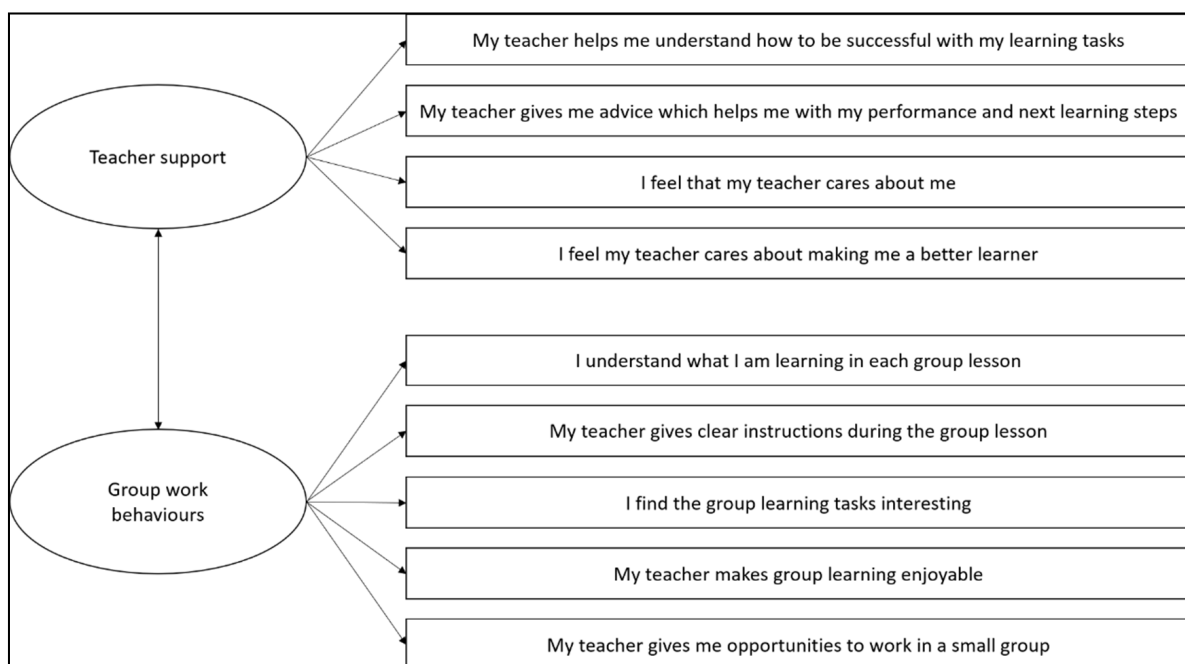 My teacher helps me understand how to be successful with my learning tasks
My teacher gives me advice which helps me with my performance and next learning steps
Teacher support
I feel that my teacher cares about me
I feel my teacher cares about making me a better learner
I understand what I am learning in each group lesson
My teacher gives clear instructions during the group lesson
Group work
behaviours
I find the group learning tasks interesting
My teacher makes group learning enjoyable
My teacher gives me opportunities to work in a small group